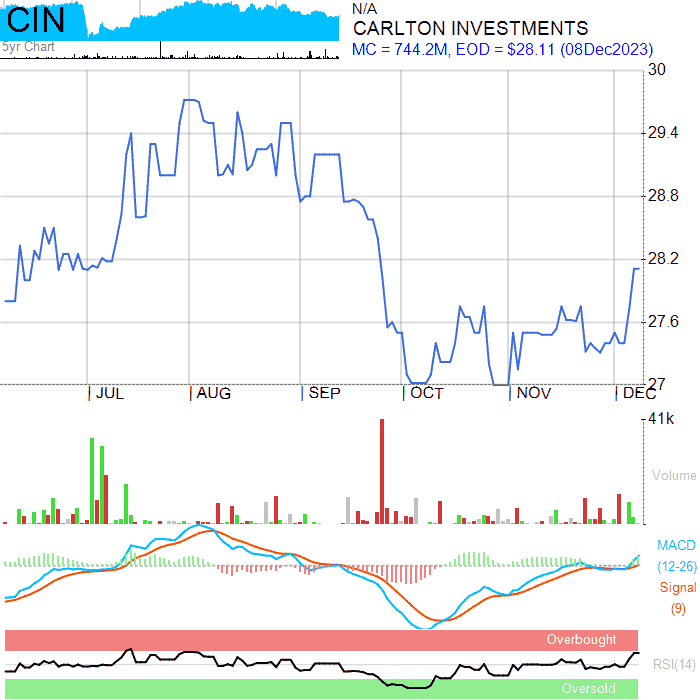 CIN
5yr Chart
N/A
CARLTON INVESTMENTS
MC = 744.2M, EOD = $28.11 (08Dec2023)
30
29.4
28.8
28.2
27.6
27
JUL AUG SEP OCT NOV DEC
41k
Volume
MACD
(12-26)
Signal
(9)
Overbought
RSI(14)
Oversold